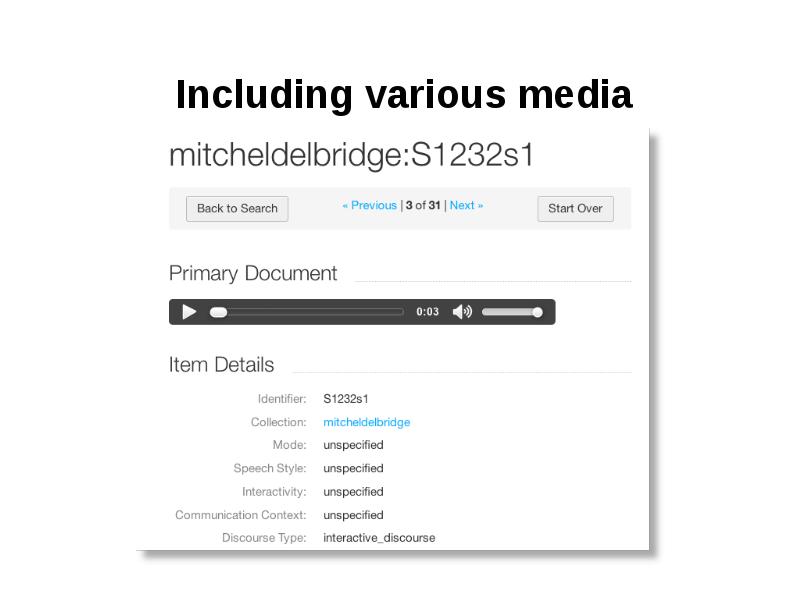 Including various media
mitcheldelbridge:S1232s1
Back to Search « Previous | 3 of 31 | Next » Start Over
Primary Document
0:03
Item Details
Identifier: S1232s1
Collection: mitcheldelbridge
Mode: unspecified
Speech Style: unspecified
Interactivity: unspecified
Communication Context: unspecified
Discourse Type: interactive_discourse